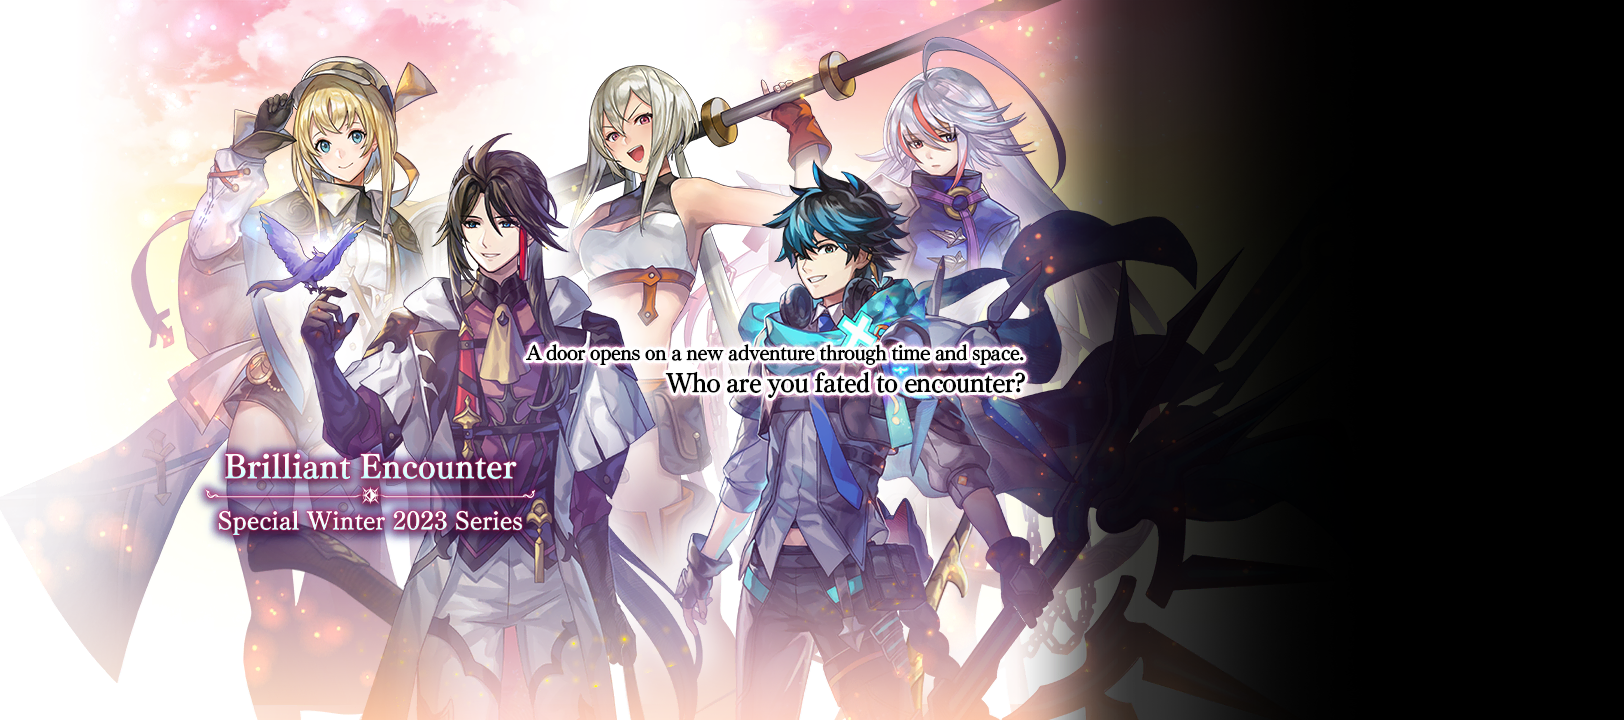 A door opens on a new adventure through time and space.
Who are you fated to encounter?
Brilliant Encounter
Special Winter 2023 Series